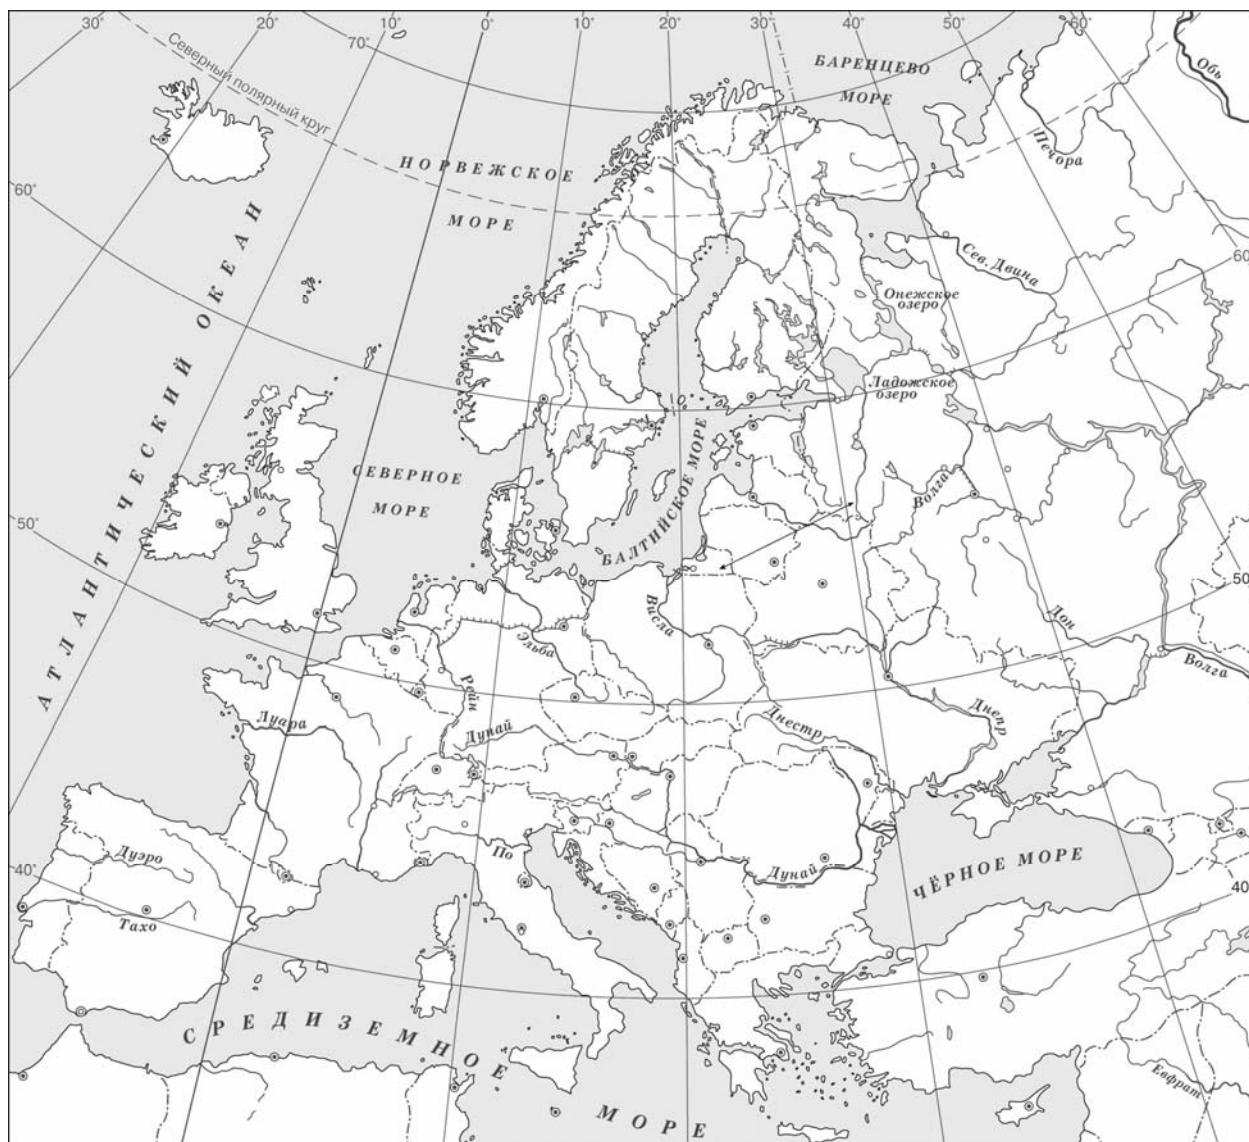 30°
20°
10°
0°
10°
20°
30°
40°
50°
60°
70°
Северный полярный круг
БАРЕНЦЕВО
МОРЕ
Обь
Печора
НОРВЕЖСКОЕ
МОРЕ
60°
60
Сев. Двина
Онежское
озеро
АТЛАНТИЧЕСКИЙ ОКЕАН
Ладожское
озеро
СЕВЕРНОЕ
МОРЕ
БАЛТИЙСКОЕ МОРЕ
Волга
50°
50
Висла
Эльба
Дон
Волга
Рейн
Луара
Дунай
Днестр
Днепр
По
Дуэро
Дунай
ЧЁРНОЕ МОРЕ
40°
40
Тахо
СРЕДИЗЕМНОЕ
МОРЕ
Евфрат